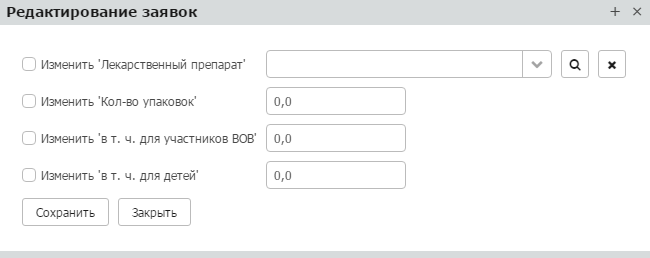 Редактирование заявок
Изменить 'Лекарственный препарат'
Изменить 'Кол-во упаковок' 0,0
Изменить 'в т. ч. для участников ВОВ' 0,0
Изменить 'в т. ч. для детей' 0,0
Сохранить Закрыть